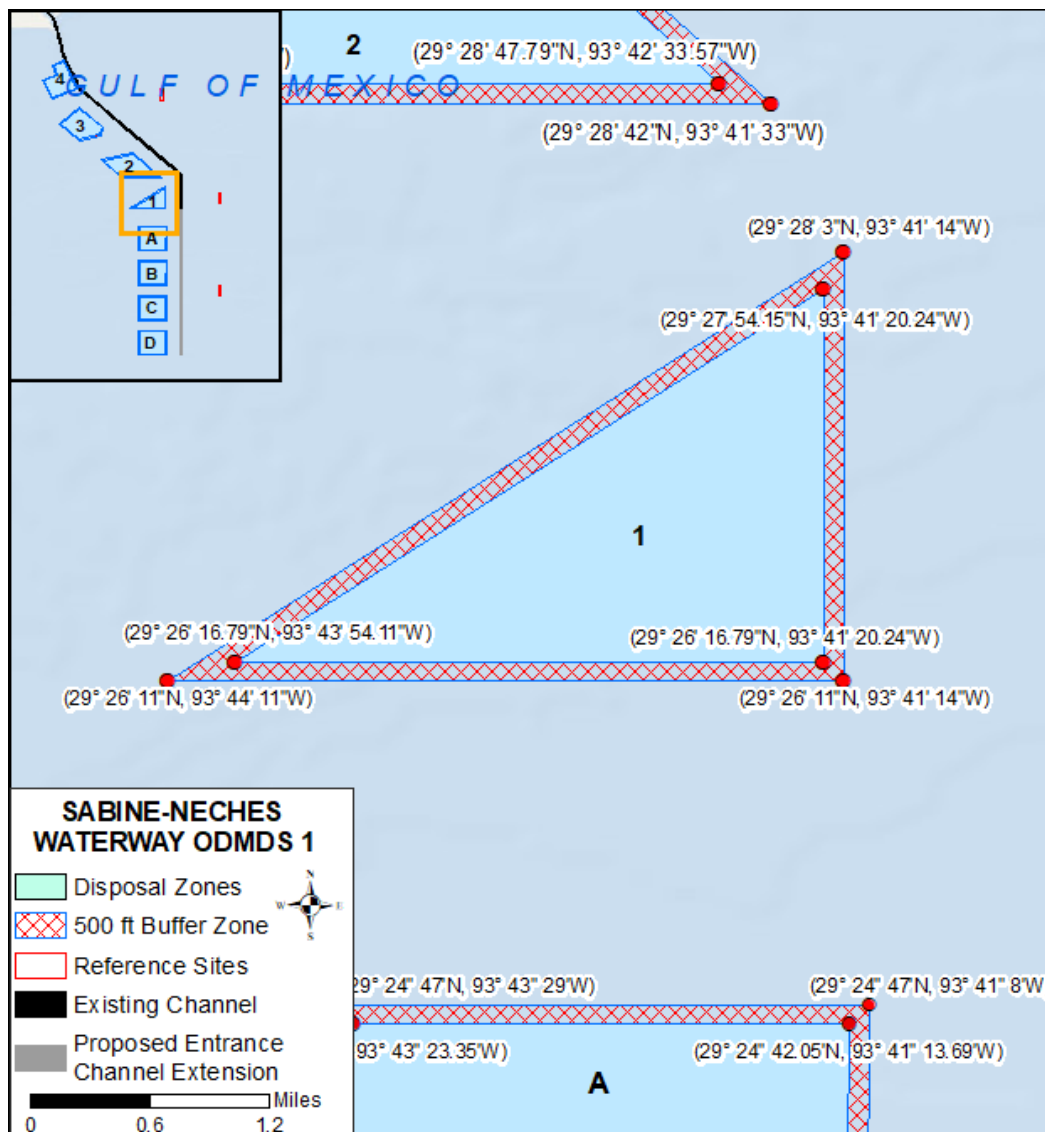 GULF OF MEXICO
4
3
2
1
A
B
C
D
2
(29° 28' 47.79"N, 93° 42' 33.57"W)
(29° 28' 42"N, 93° 41' 33"W)
(29° 28' 3"N, 93° 41' 14"W)
(29° 27' 54.15"N, 93° 41' 20.24"W)
1
(29° 26' 16.79"N, 93° 43' 54.11"W)
(29° 26' 16.79"N, 93° 41' 20.24"W)
(29° 26' 11"N, 93° 44' 11"W)
(29° 26' 11"N, 93° 41' 14"W)
SABINE-NECHES
WATERWAY ODMDS 1
Disposal Zones
500 ft Buffer Zone
Reference Sites
Existing Channel
Proposed Entrance
Channel Extension
Miles
0 0.6 1.2
N
W E
S
29° 24" 47N, 93° 43" 29'W)
(29° 24" 47N, 93° 41" 8'W
93° 43" 23.35'W)
(29° 24" 42.05'N, 93° 41" 13.69'W)
A